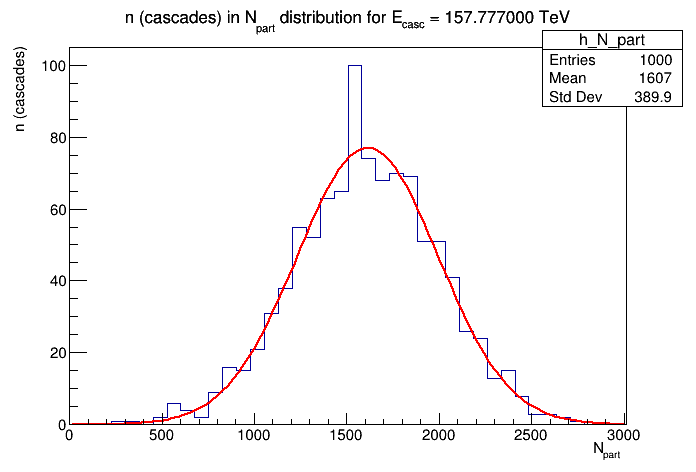 n (cascades) in N_part distribution for E_casc = 157.777000 TeV
h_N_part
Entries 1000
Mean 1607
Std Dev 389.9
n (cascades)
100
80
60
40
20
0
0 500 1000 1500 2000 2500 3000
N_part